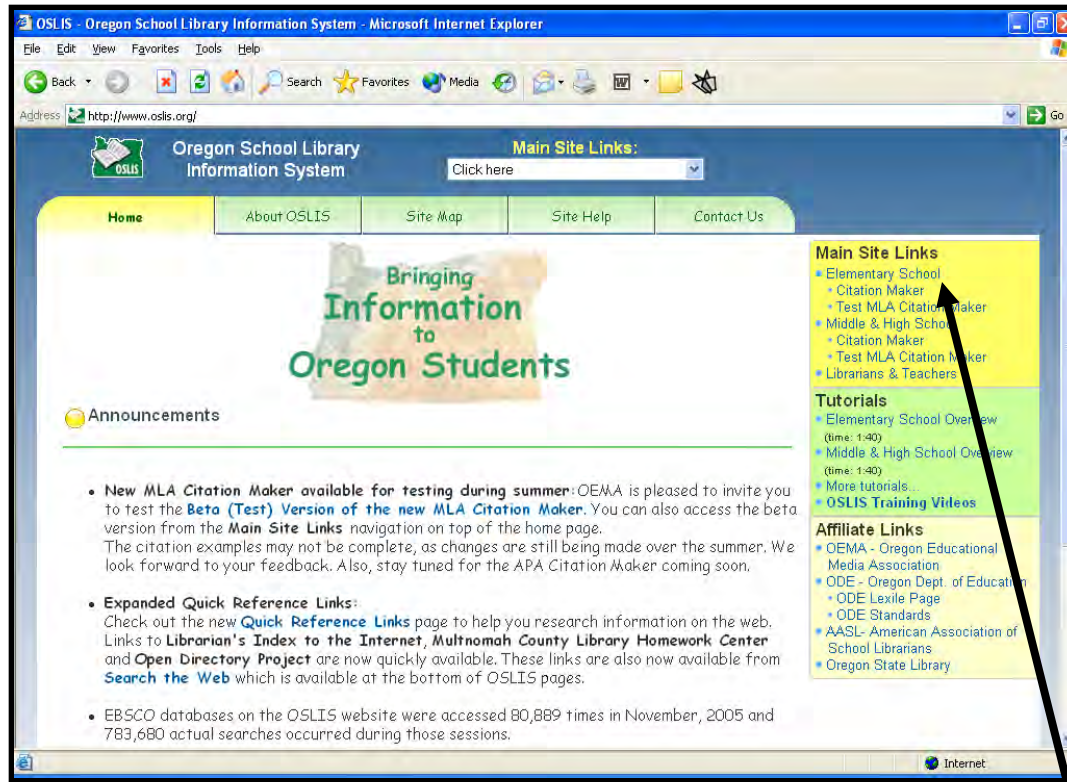 OSLIS - Oregon School Library Information System - Microsoft Internet Explorer
File Edit View Favorites Tools Help
Back Search Favorites Media
Address http://www.oslis.org/ Go
OSLIS
Oregon School Library
Information System
Main Site Links:
Click here
Home About OSLIS Site Map Site Help Contact Us
Bringing
Information
to
Oregon Students
Announcements
• New MLA Citation Maker available for testing during summer: OEMA is pleased to invite you
to test the Beta (Test) Version of the new MLA Citation Maker. You can also access the beta
version from the Main Site Links navigation on top of the home page.
The citation examples may not be complete, as changes are still being made over the summer. We
look forward to your feedback. Also, stay tuned for the APA Citation Maker coming soon.
• Expanded Quick Reference Links:
Check out the new Quick Reference Links page to help you research information on the web.
Links to Librarian's Index to the Internet, Multnomah County Library Homework Center
and Open Directory Project are now quickly available. These links are also now available from
Search the Web which is available at the bottom of OSLIS pages.
• EBSCO databases on the OSLIS website were accessed 80,889 times in November, 2005 and
783,680 actual searches occurred during those sessions.
Main Site Links
Elementary School
Citation Maker
Test MLA Citation Maker
Middle & High School
Citation Maker
Test MLA Citation Maker
Librarians & Teachers
Tutorials
Elementary School Overview
(time: 1:40)
Middle & High School Overview
(time: 1:40)
More tutorials...
OSLIS Training Videos
Affiliate Links
OEMA - Oregon Educational
Media Association
ODE - Oregon Dept. of Education
ODE Lexile Page
ODE Standards
AASL- American Association of
School Librarians
Oregon State Library
Internet